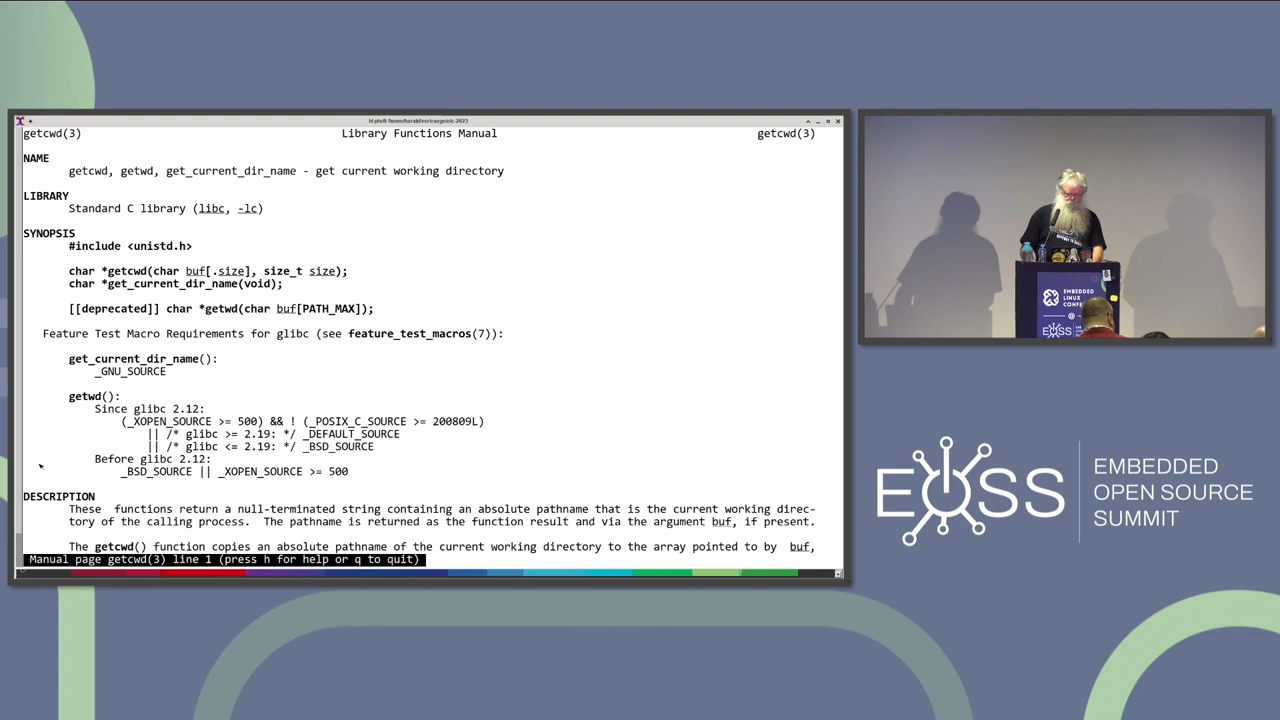 getcwd(3) Library Functions Manual getcwd(3)
NAME
getcwd, getwd, get_current_dir_name - get current working directory
LIBRARY
Standard C library (libc, -lc)
SYNOPSIS
#include <unistd.h>
char *getcwd(char buf[.size], size_t size);
char *get_current_dir_name(void);
[[deprecated]] char *getwd(char buf[PATH_MAX]);
Feature Test Macro Requirements for glibc (see feature_test_macros(7)):
get_current_dir_name():
_GNU_SOURCE
getwd():
Since glibc 2.12:
(_XOPEN_SOURCE >= 500) && ! (_POSIX_C_SOURCE >= 200809L)
|| /* glibc >= 2.19: */ _DEFAULT_SOURCE
|| /* glibc <= 2.19: */ _BSD_SOURCE
Before glibc 2.12:
_BSD_SOURCE || _XOPEN_SOURCE >= 500
DESCRIPTION
These functions return a null-terminated string containing an absolute pathname that is the current working direc-
tory of the calling process. The pathname is returned as the function result and via the argument buf, if present.
The getcwd() function copies an absolute pathname of the current working directory to the array pointed to by buf,
Manual page getcwd(3) line 1 (press h for help or q to quit)
EMBEDDED
LINUX
EOSS
EMBEDDED
OPEN SOURCE
SUMMIT